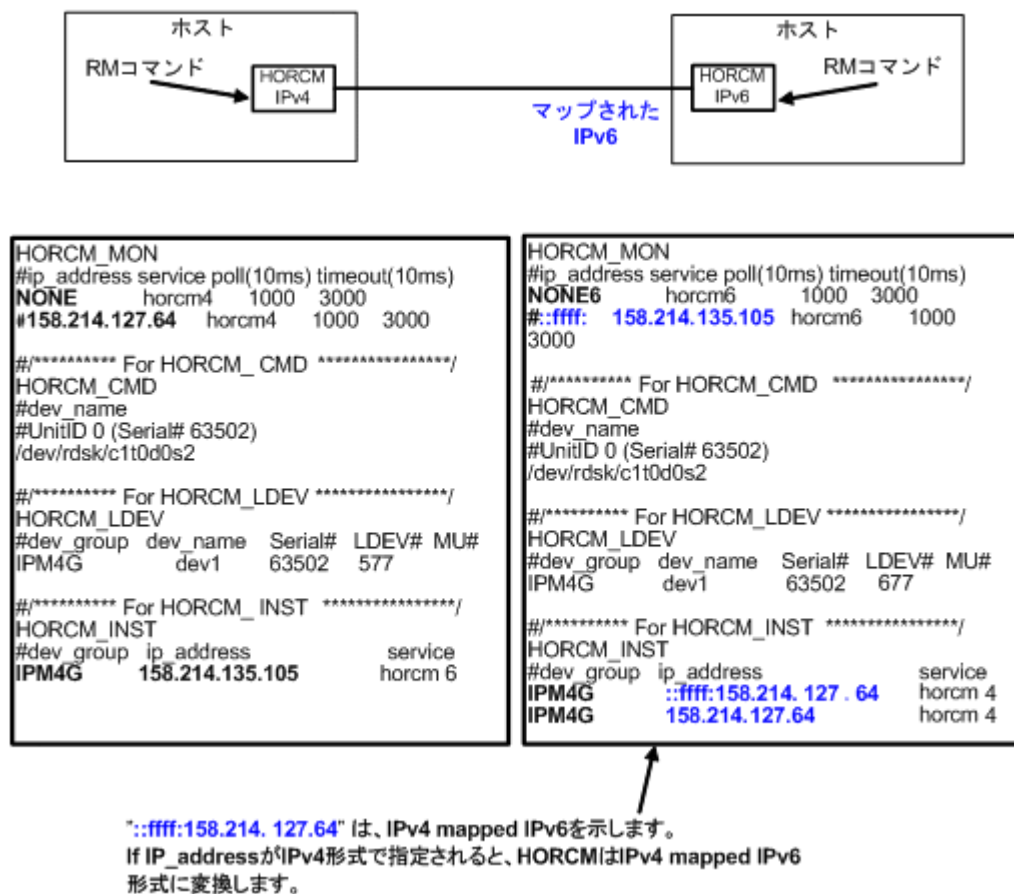 ホスト
RMコマンド
HORCM
IPv4
マップされた
IPv6
ホスト
HORCM
IPv6
RMコマンド
HORCM_MON
#ip_address service poll(10ms) timeout(10ms)
NONE horcm4 1000 3000
#158.214.127.64 horcm4 1000 3000
#/********** For HORCM_ CMD ****************/
HORCM_CMD
#dev_name
#UnitID 0 (Serial# 63502)
/dev/rdsk/c1t0d0s2
#/********** For HORCM_LDEV ****************/
HORCM_LDEV
#dev_group dev_name Serial# LDEV# MU#
IPM4G dev1 63502 577
#/********** For HORCM_ INST ****************/
HORCM_INST
#dev_group ip_address service
IPM4G 158.214.135.105 horcm 6
HORCM_MON
#ip_address service poll(10ms) timeout(10ms)
NONE6 horcm6 1000 3000
#::ffff: 158.214.135.105 horcm6 1000
3000
#/********** For HORCM_CMD ****************/
HORCM_CMD
#dev_name
#UnitID 0 (Serial# 63502)
/dev/rdsk/c1t0d0s2
#/********** For HORCM_LDEV ****************/
HORCM_LDEV
#dev_group dev_name Serial# LDEV# MU#
IPM4G dev1 63502 677
#/********** For HORCM_INST ****************/
HORCM_INST
#dev_group ip_address service
IPM4G ::ffff:158.214. 127 . 64 horcm 4
IPM4G 158.214.127.64 horcm 4
"::ffff:158.214. 127.64" は、IPv4 mapped IPv6を示します。
If IP_addressがIPv4形式で指定されると、HORCMはIPv4 mapped IPv6
形式に変換します。